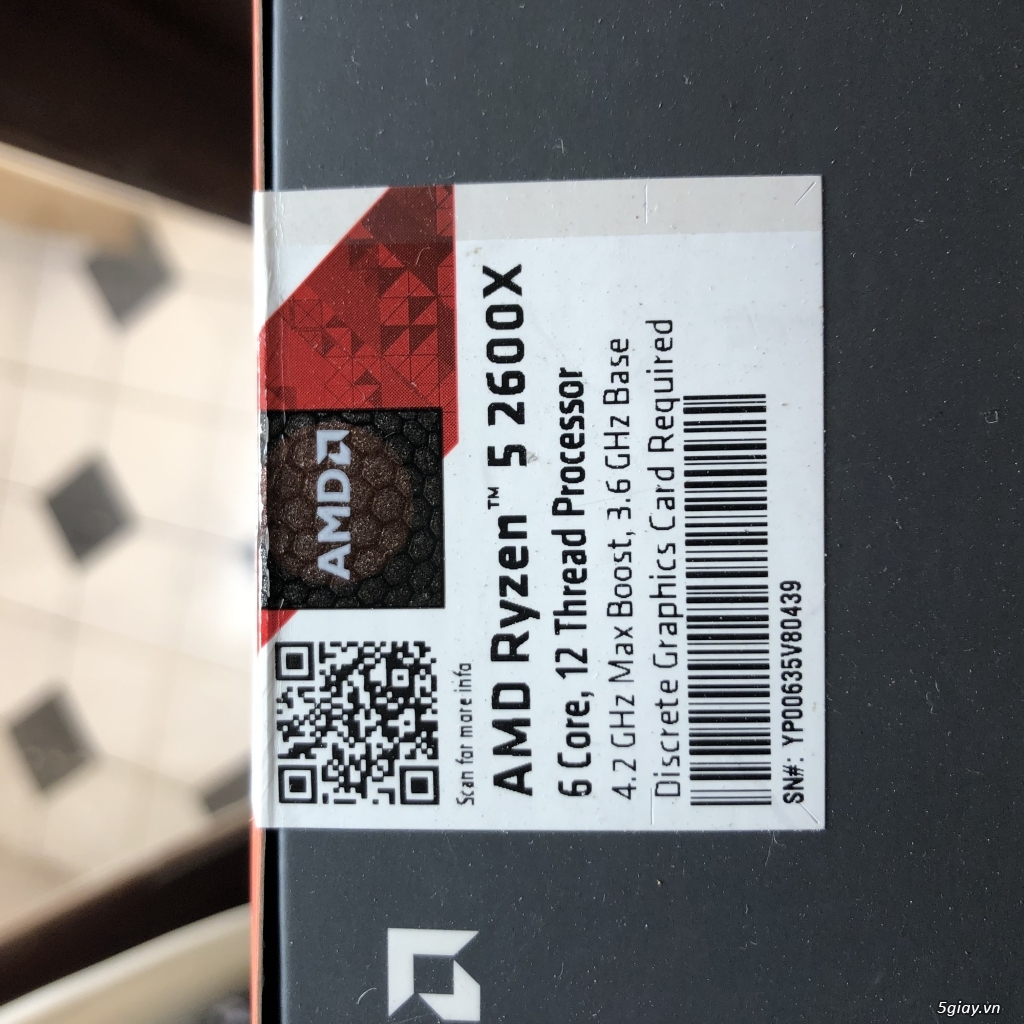 AMD
Scan for more info
AMD Ryzen™ 5 2600X
6 Core, 12 Thread Processor
4.2 GHz Max Boost, 3.6 GHz Base
Discrete Graphics Card Required
SN#: YP00635V80439
5giay.vn